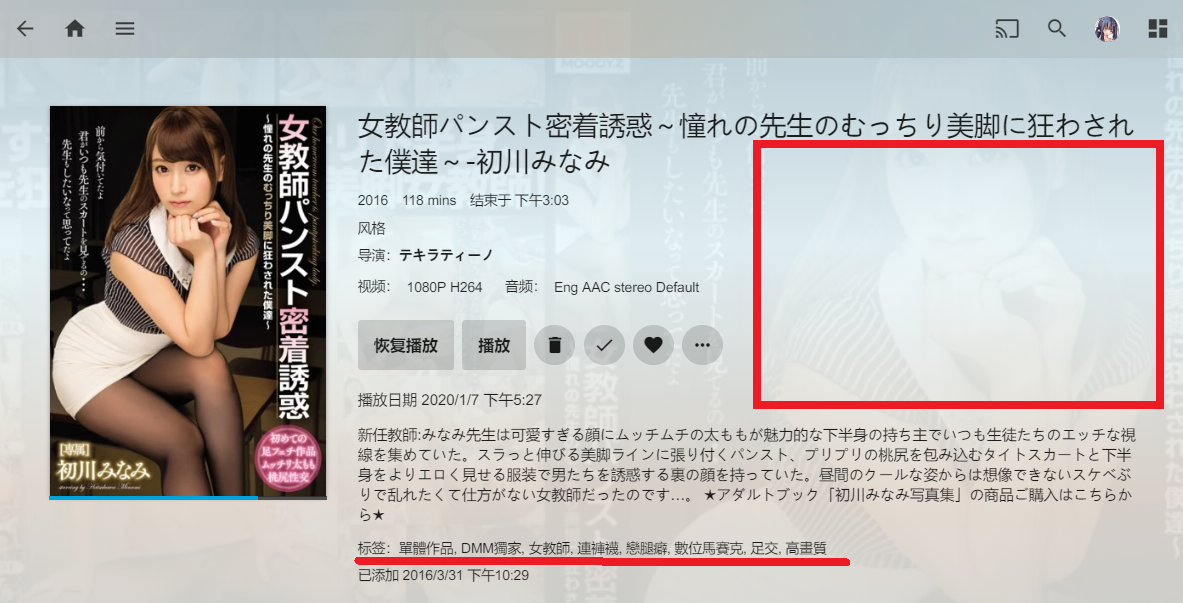 女教師パンスト密着誘惑～憧れの先生のむっちり美脚に狂わされ
た僕達～-初川みなみ
2016 118 mins 结束于 下午3:03
风格
导演: テキラティーノ
视频: 1080P H264 音频: Eng AAC stereo Default
恢复播放 播放
播放日期 2020/1/7 下午5:27
新任教師:みなみ先生は可愛すぎる顔にムッチムチの太ももが魅力的な下半身の持ち主でいつも生徒たちのエッチな視
線を集めていた。スラっと伸びる美脚ラインに張り付くパンスト、プリプリの桃尻を包み込むタイトスカートと下半
身をよりエロく見せる服装で男たちを誘惑する裏の顔を持っていた。昼間のクールな姿からは想像できないスケベぶ
りで乱れたくて仕方がない女教師だったのです…。 ★アダルトブック「初川みなみ写真集」の商品ご購入はこちらか
ら★
标签: 單體作品, DMM獨家, 女教師, 連褲襪, 戀腿癖, 數位馬賽克, 足交, 高畫質
已添加 2016/3/31 下午10:29
女教師パンスト密着誘惑
～憧れの先生のむっちり美脚に狂わされた僕達～
前から気付いてたよ
君がいつも先生のスカートを見てるの…
先生もしたいなって思ってたよ
【専属】
初川みなみ
初めての
足フェチ作品
ムッチリ太もも
桃尻性交
MOODYZ